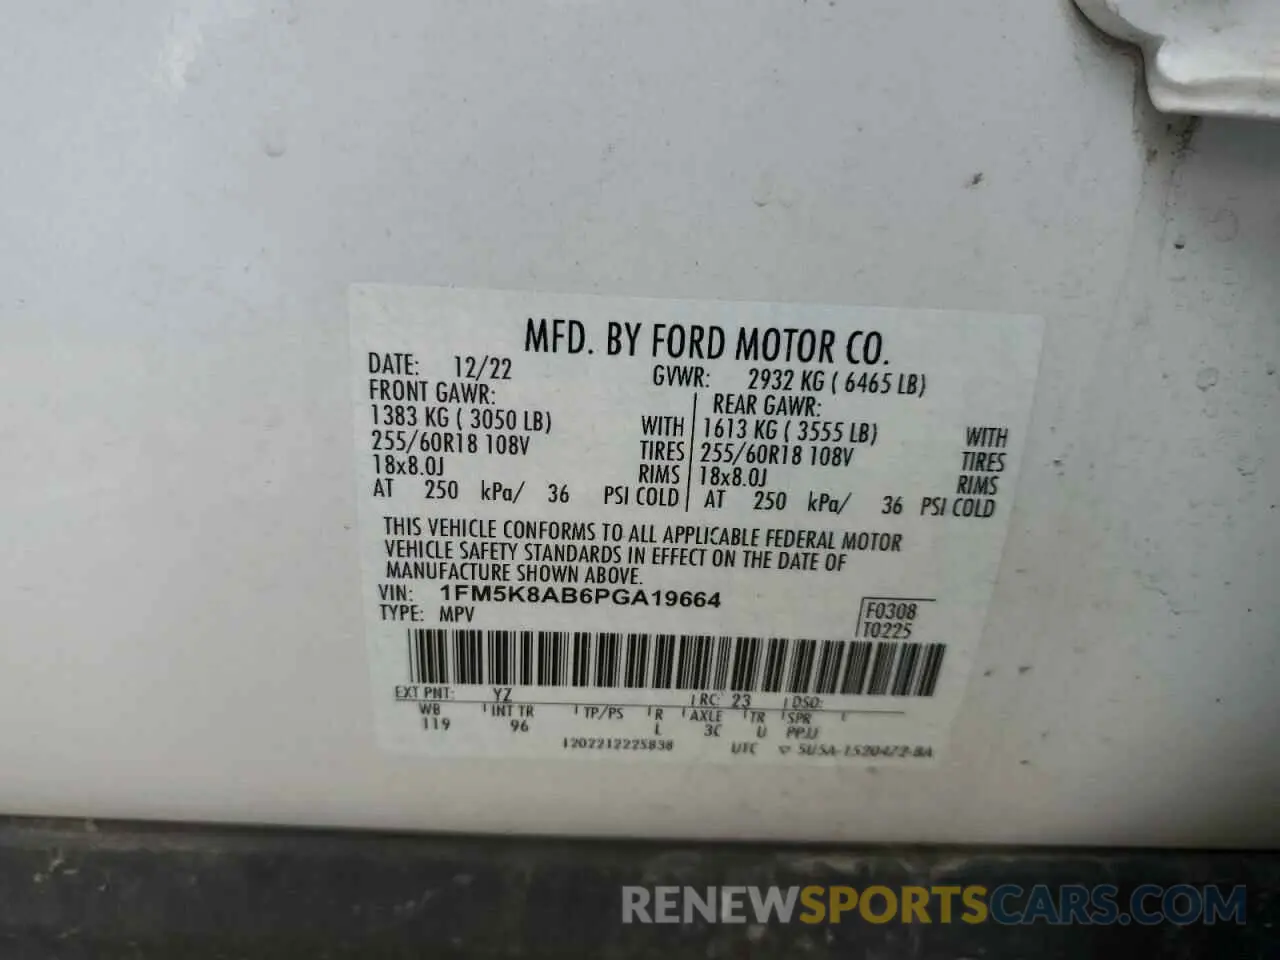 MFD. BY FORD MOTOR CO.
DATE: 12/22 GVWR: 2932 KG ( 6465 LB)
FRONT GAWR: REAR GAWR:
1383 KG ( 3050 LB) WITH 1613 KG ( 3555 LB) WITH
255/60R18 108V TIRES 255/60R18 108V TIRES
18x8.0J RIMS 18x8.0J RIMS
AT 250 kPa/ 36 PSI COLD AT 250 kPa/ 36 PSI COLD
THIS VEHICLE CONFORMS TO ALL APPLICABLE FEDERAL MOTOR
VEHICLE SAFETY STANDARDS IN EFFECT ON THE DATE OF
MANUFACTURE SHOWN ABOVE.
VIN: 1FM5K8AB6PGA19664
TYPE: MPV
F0308
T0225
EXT PNT: YZ RC: 23 DSO:
WB INT TR TP/PS R AXLE TR SPR
119 96 L 3C U PPJJ
1202212225838 UTC
RENEWSPORTSCARS.COM